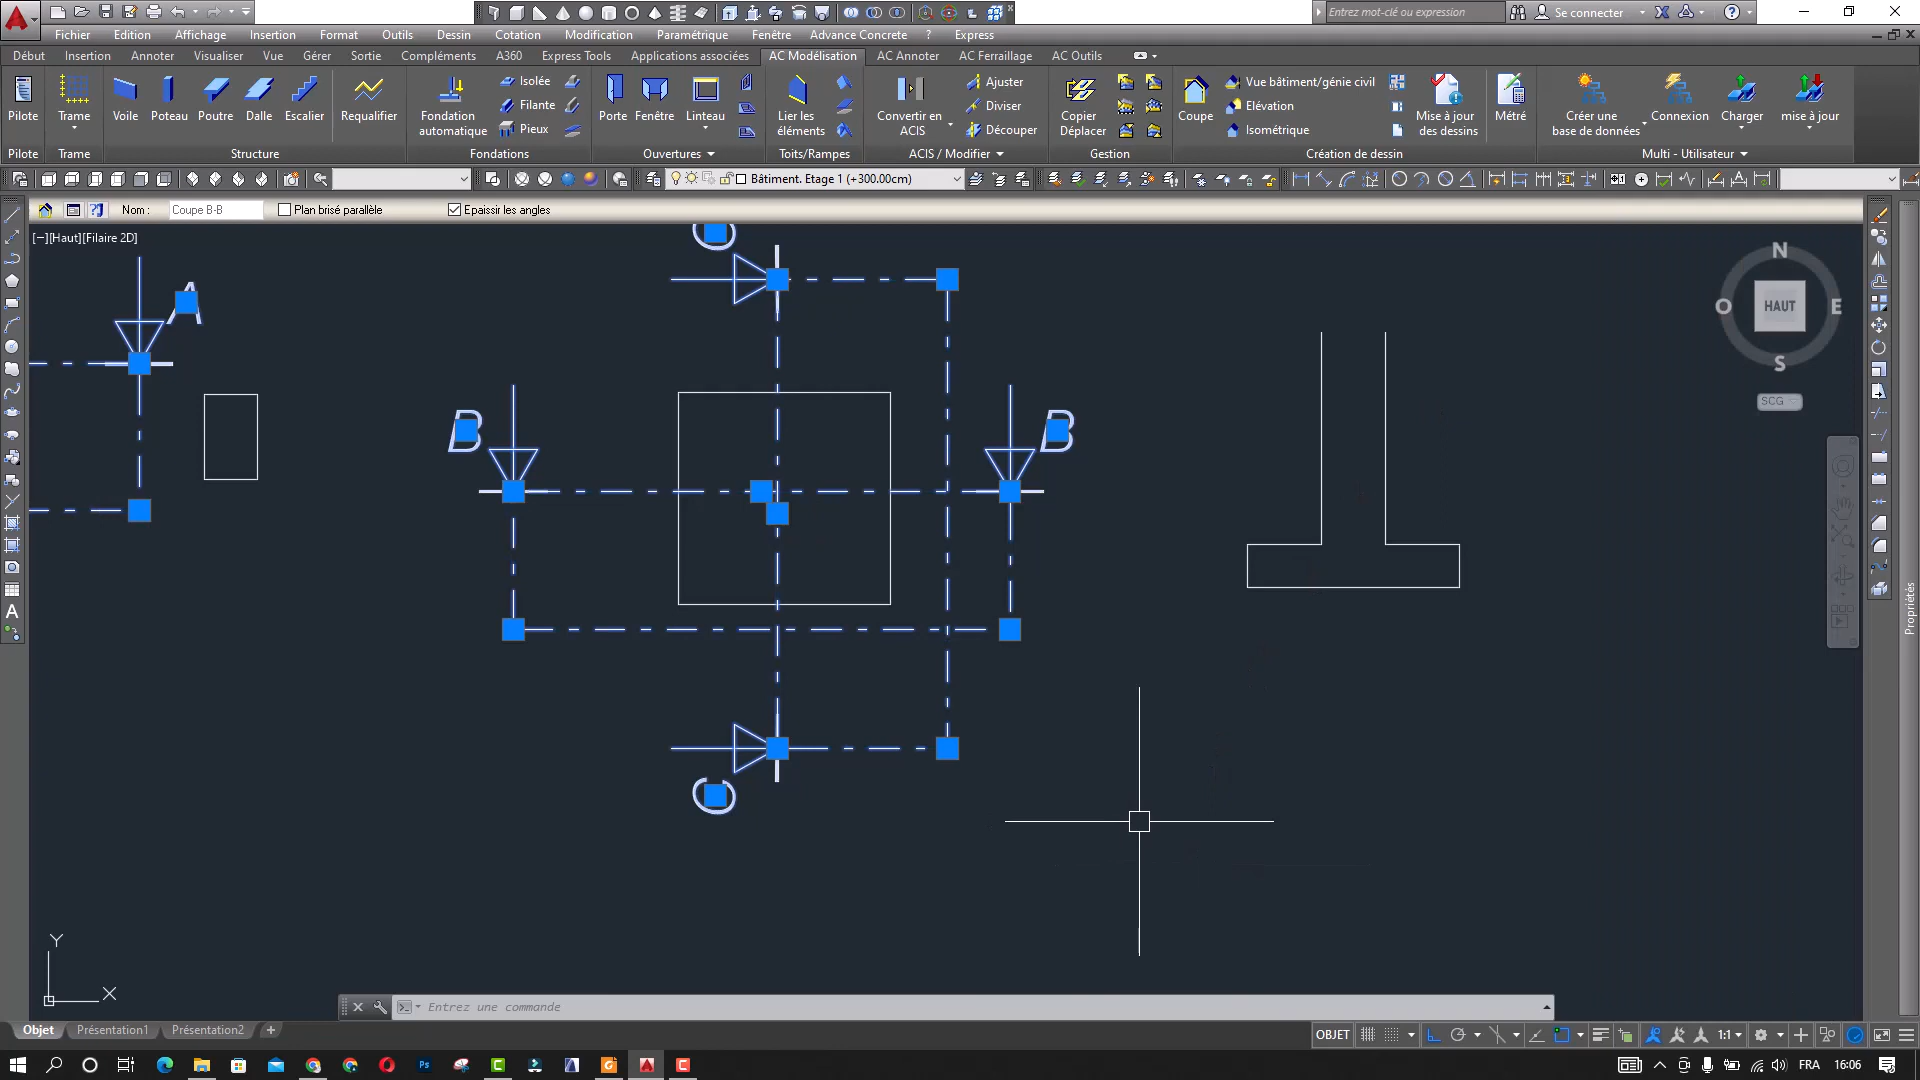 Entrez mot-clé ou expression
Se connecter
Fichier Edition Affichage Insertion Format Outils Dessin Cotation Modification Paramétrique Fenêtre Advance Concrete ? Express
Début Insertion Annoter Visualiser Vue Gérer Sortie Compléments A360 Express Tools Applications associées AC Modélisation AC Annoter AC Ferraillage AC Outils
Pilote Trame Voile Poteau Poutre Dalle Escalier Requalifier
Fondation automatique
Isolée
Filante
Pieux
Porte Fenêtre Linteau
Lier les éléments
Convertir en ACIS
Ajuster
Diviser
Découper
Copier Déplacer
Coupe
Vue bâtiment/génie civil
Elévation
Isométrique
Mise à jour des dessins
Métré
Créer une base de données
Connexion Charger mise à jour
Pilote Trame Structure Fondations Ouvertures Toits/Rampes ACIS / Modifier Gestion Création de dessin Multi - Utilisateur
Bâtiment. Etage 1 (+300.00cm)
Nom : Coupe B-B Plan brisé parallèle Epaissir les angles
[−][Haut][Filaire 2D]
N
O HAUT E
S
SCG
A
C
B B
C
Propriétés
Y
X
A
Entrez une commande
Objet Présentation1 Présentation2 +
OBJET 1:1
FRA 16:06